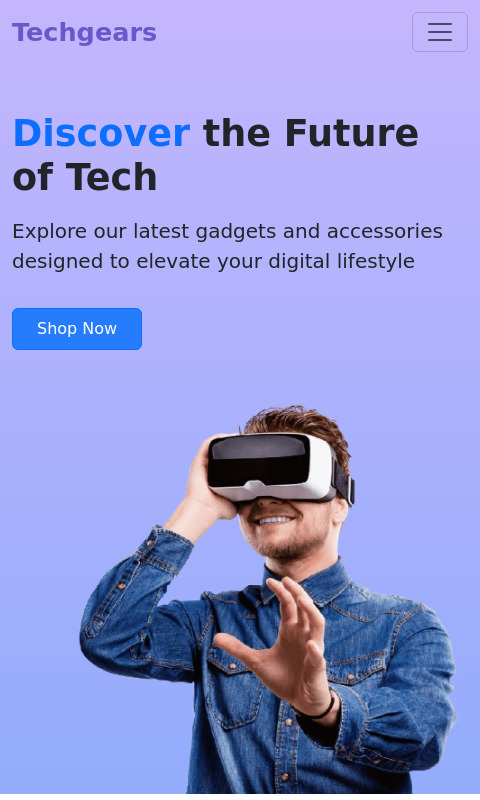 Techgears
Discover the Future
of Tech
Explore our latest gadgets and accessories
designed to elevate your digital lifestyle
Shop Now